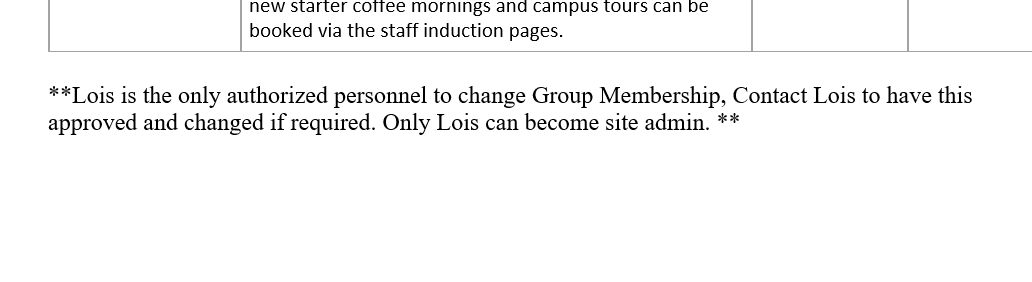 new starter coffee mornings and campus tours can be
booked via the staff induction pages.
**Lois is the only authorized personnel to change Group Membership, Contact Lois to have this
approved and changed if required. Only Lois can become site admin. **